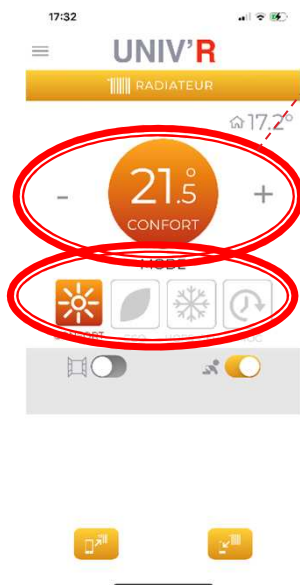 17:32
UNIV'R
RADIATEUR
17.2°
- 21.5° +
CONFORT
MODE